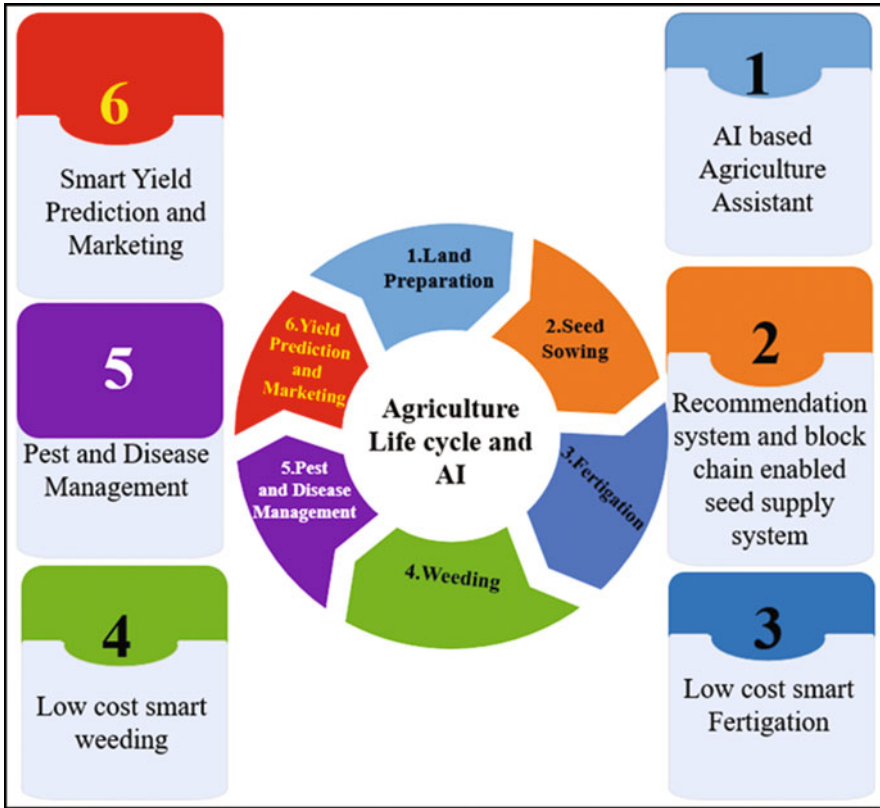 6
Smart Yield
Prediction and
Marketing
5
Pest and Disease
Management
4
Low cost smart
weeding
1.Land
Preparation
2.Seed
Sowing
3.Fertigation
4.Weeding
5.Pest
and Disease
Management
6.Yield
Prediction
and
Marketing
Agriculture
Life cycle and
AI
1
AI based
Agriculture
Assistant
2
Recommendation
system and block
chain enabled
seed supply
system
3
Low cost smart
Fertigation